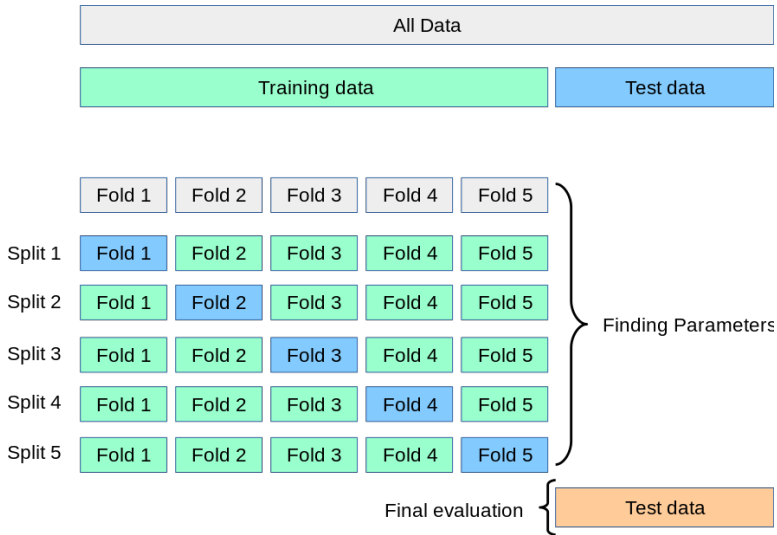 All Data
Training data Test data
Fold 1 Fold 2 Fold 3 Fold 4 Fold 5
Split 1 Fold 1 Fold 2 Fold 3 Fold 4 Fold 5
Split 2 Fold 1 Fold 2 Fold 3 Fold 4 Fold 5
Finding Parameters
Split 3 Fold 1 Fold 2 Fold 3 Fold 4 Fold 5
Split 4 Fold 1 Fold 2 Fold 3 Fold 4 Fold 5
Split 5 Fold 1 Fold 2 Fold 3 Fold 4 Fold 5
Final evaluation Test data